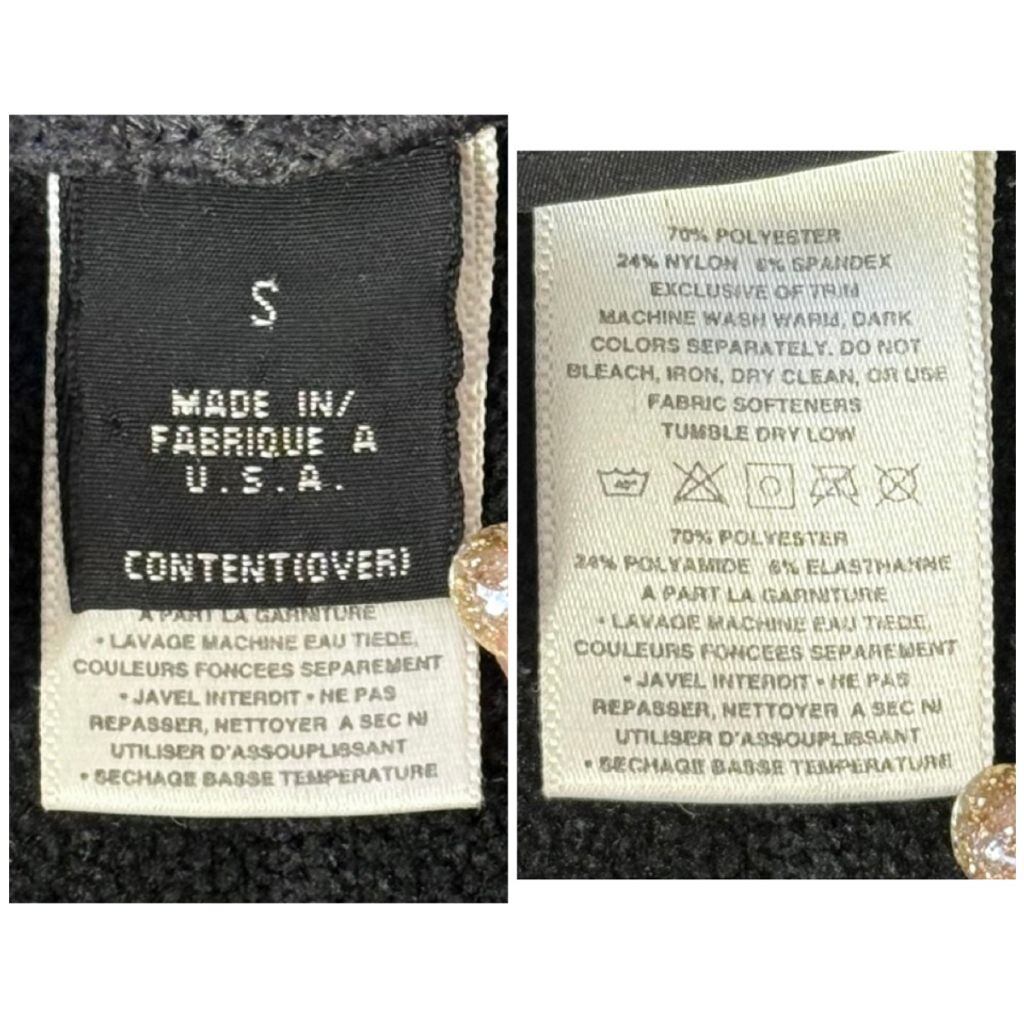 S
MADE IN/
FABRIQUE A
U.S.A.
CONTENT(OVER)
A PART LA GARNITURE
• LAVAGE MACHINE EAU TIEDE,
COULEURS FONCEES SEPAREMENT
• JAVEL INTERDIT • NE PAS
REPASSER, NETTOYER A SEC NI
UTILISER D'ASSOUPLISSANT
• SECHAGE BASSE TEMPERATURE
70% POLYESTER
24% NYLON 6% SPANDEX
EXCLUSIVE OF TRIM
MACHINE WASH WARM, DARK
COLORS SEPARATELY. DO NOT
BLEACH, IRON, DRY CLEAN, OR USE
FABRIC SOFTENERS
TUMBLE DRY LOW
40°
70% POLYESTER
24% POLYAMIDE 6% ELASTHANNE
A PART LA GARNITURE
• LAVAGE MACHINE EAU TIEDE,
COULEURS FONCEES SEPAREMENT
• JAVEL INTERDIT • NE PAS
REPASSER, NETTOYER A SEC NI
UTILISER D'ASSOUPLISSANT
• SECHAGE BASSE TEMPERATURE